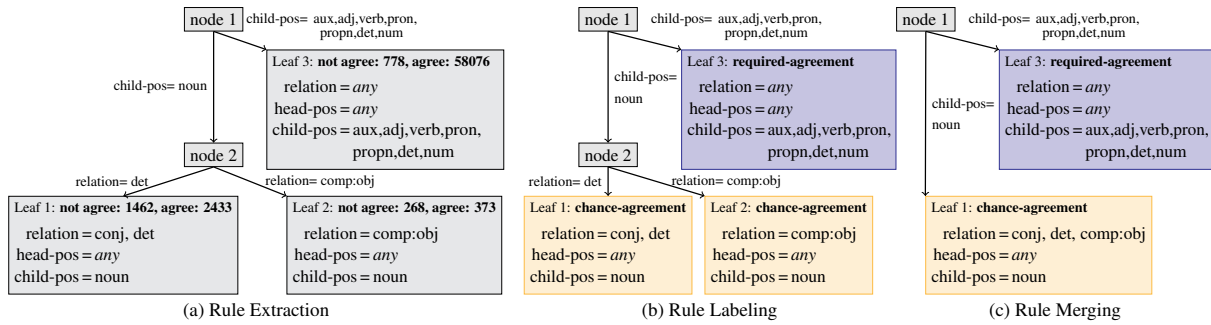 node 1
child-pos= aux,adj,verb,pron,
propn,det,num
Leaf 3: not agree: 778, agree: 58076
relation = any
head-pos = any
child-pos = aux,adj,verb,pron,
propn,det,num
child-pos= noun
node 2
relation= det
relation= comp:obj
Leaf 1: not agree: 1462, agree: 2433
relation = conj, det
head-pos = any
child-pos = noun
Leaf 2: not agree: 268, agree: 373
relation = comp:obj
head-pos = any
child-pos = noun
(a) Rule Extraction
node 1
child-pos= aux,adj,verb,pron,
propn,det,num
Leaf 3: required-agreement
relation = any
head-pos = any
child-pos = aux,adj,verb,pron,
propn,det,num
child-pos=
noun
node 2
relation= det
relation= comp:obj
Leaf 1: chance-agreement
relation = conj, det
head-pos = any
child-pos = noun
Leaf 2: chance-agreement
relation = comp:obj
head-pos = any
child-pos = noun
(b) Rule Labeling
node 1
child-pos= aux,adj,verb,pron,
propn,det,num
Leaf 3: required-agreement
relation = any
head-pos = any
child-pos = aux,adj,verb,pron,
propn,det,num
child-pos=
noun
Leaf 1: chance-agreement
relation = conj, det, comp:obj
head-pos = any
child-pos = noun
(c) Rule Merging